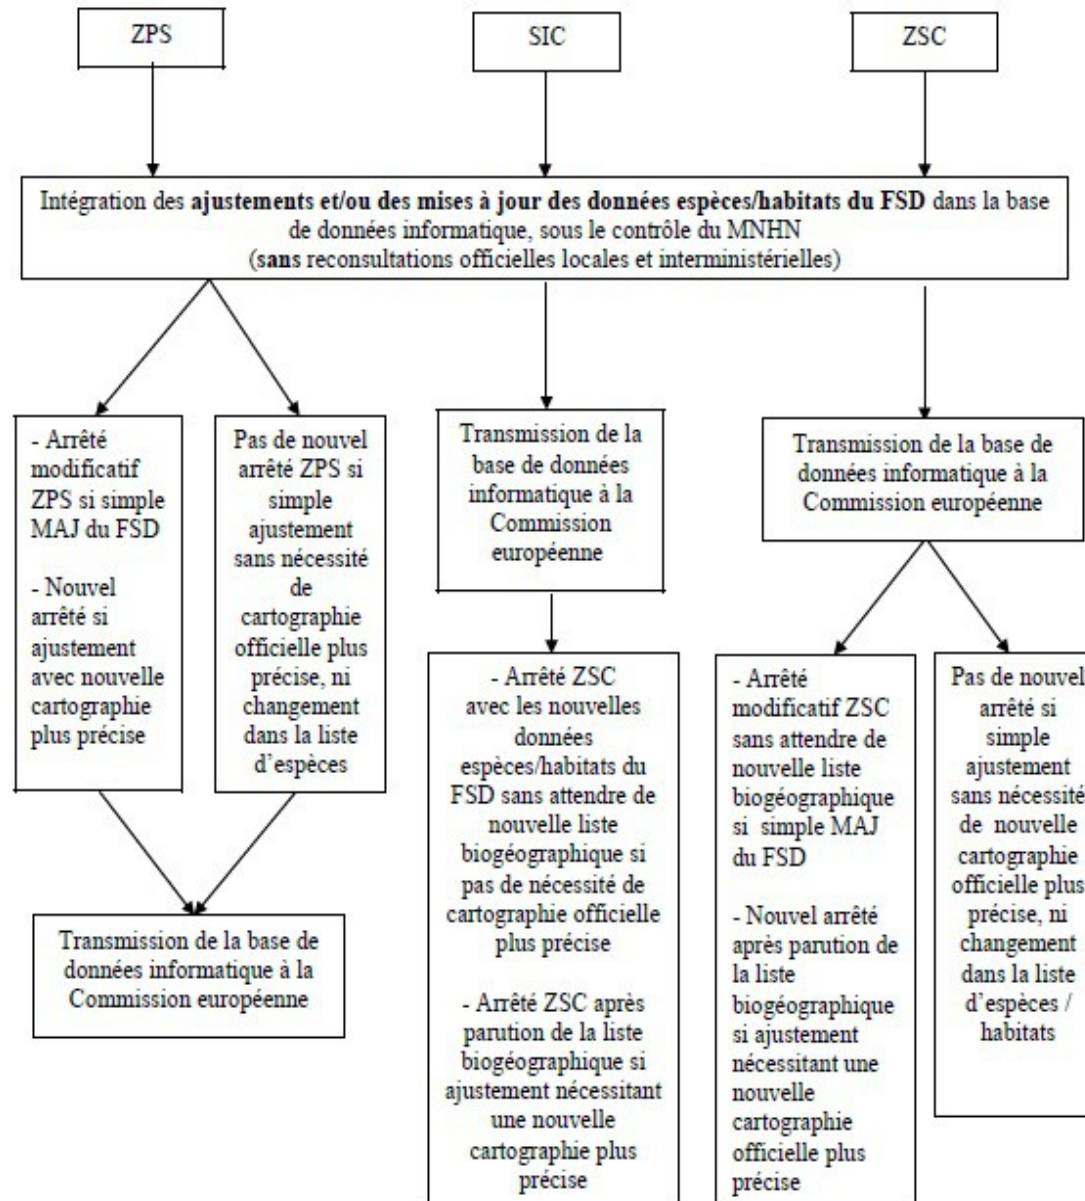 ZPS
SIC
ZSC
Intégration des ajustements et/ou des mises à jour des données espèces/habitats du FSD dans la base
de données informatique, sous le contrôle du MNHN
(sans reconsultations officielles locales et interministérielles)
- Arrêté
modificatif
ZPS si simple
MAJ du FSD
- Nouvel
arrêté si
ajustement
avec nouvelle
cartographie
plus précise
Pas de nouvel
arrêté ZPS si
simple
ajustement
sans nécessité
de
cartographie
officielle plus
précise, ni
changement
dans la liste
d’espèces
Transmission de la base de
données informatique à la
Commission européenne
Transmission de la
base de données
informatique à la
Commission
européenne
- Arrêté ZSC
avec les nouvelles
données
espèces/habitats du
FSD sans attendre de
nouvelle liste
biogéographique si
pas de nécessité de
cartographie officielle
plus précise
- Arrêté ZSC après
parution de la liste
biogéographique si
ajustement nécessitant
une nouvelle
cartographie plus
précise
Transmission de la base de
données informatique à la
Commission européenne
- Arrêté
modificatif ZSC
sans attendre de
nouvelle liste
biogéographique
si simple MAJ
du FSD
- Nouvel arrêté
après parution de
la liste
biogéographique
si ajustement
nécessitant une
nouvelle
cartographie
officielle plus
précise
Pas de nouvel
arrêté si
simple
ajustement
sans nécessité
de nouvelle
cartographie
officielle plus
précise, ni
changement
dans la liste
d’espèces /
habitats